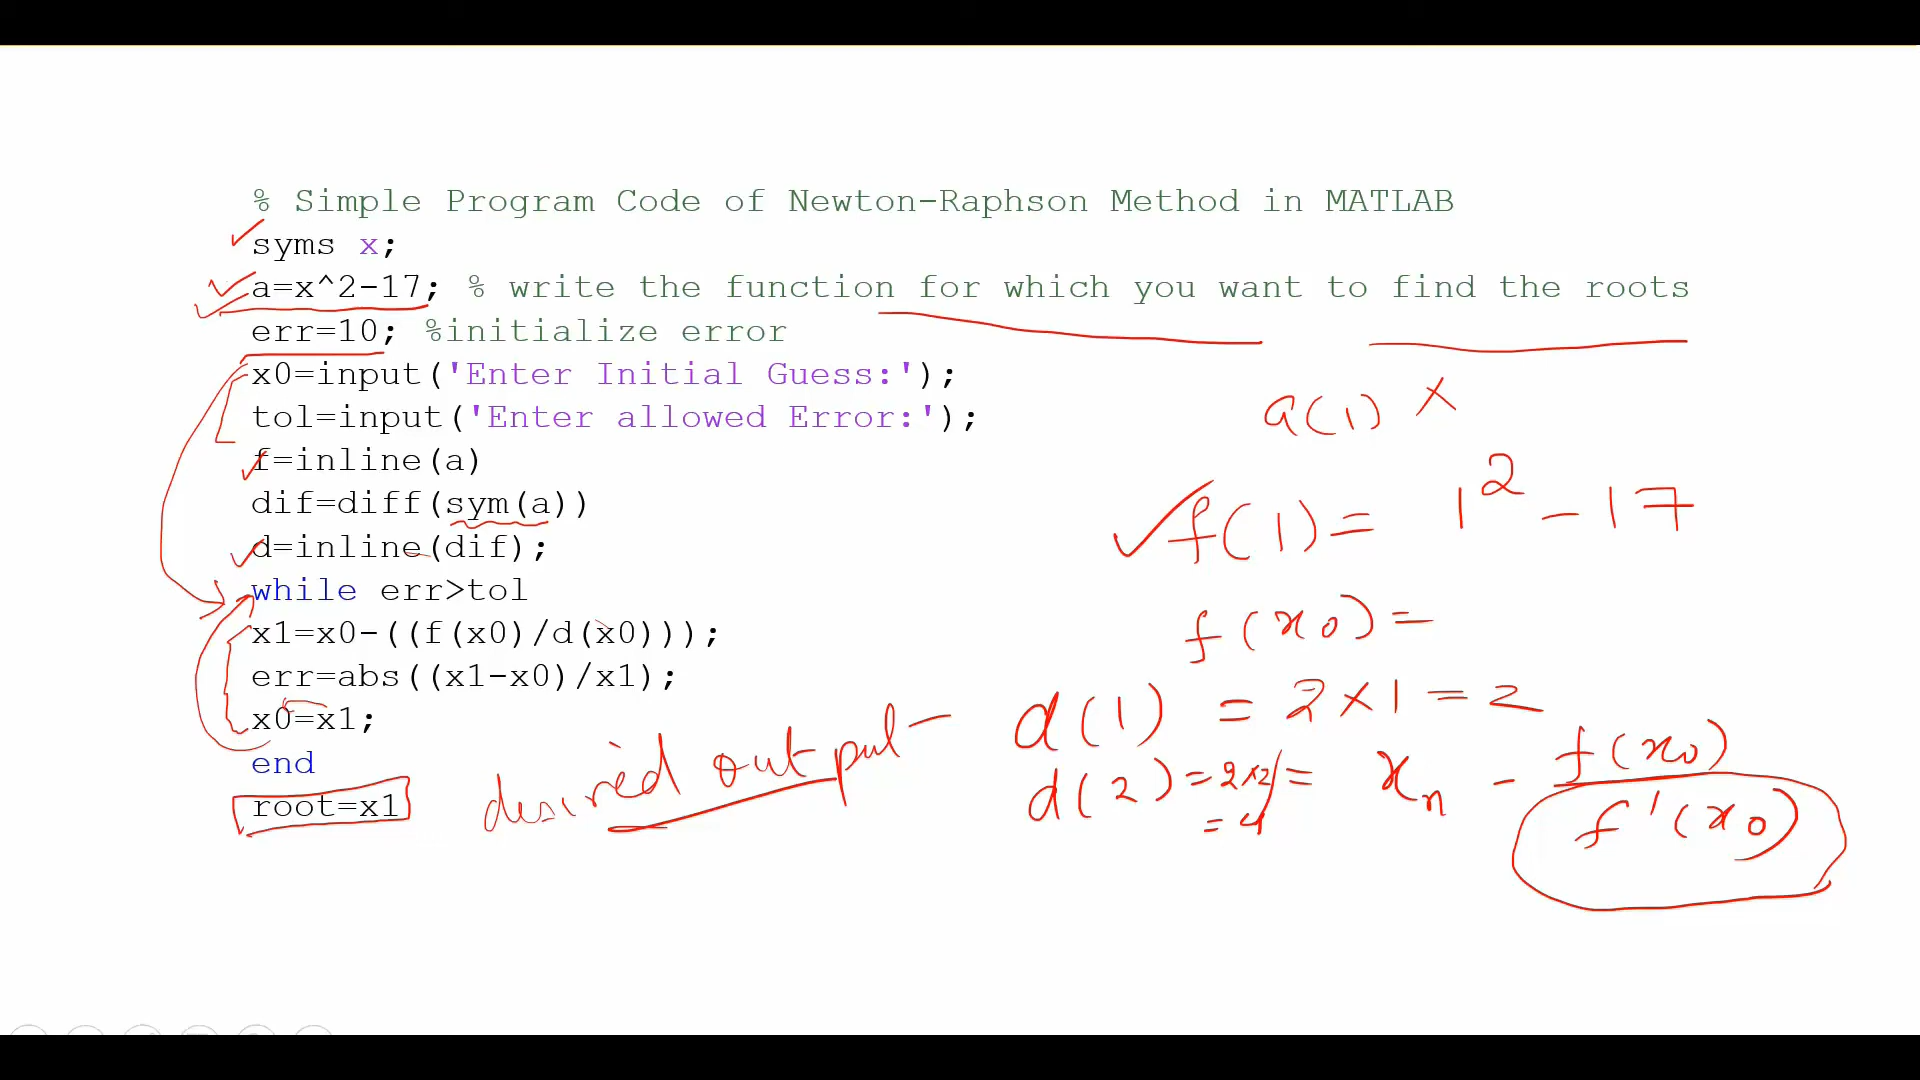 % Simple Program Code of Newton-Raphson Method in MATLAB
syms x;
a=x^2-17; % write the function for which you want to find the roots
err=10; %initialize error
x0=input('Enter Initial Guess:');
tol=input('Enter allowed Error:');
a(1) ×
f=inline(a)
dif=diff(sym(a))
f(1) = 1² - 17
d=inline(dif);
while err>tol
x1=x0-((f(x0)/d(x0)));
f(x0) =
err=abs((x1-x0)/x1);
x0=x1;
d(1) = 2×1 = 2
end
root=x1
desired output -
d(2) = 2×2/ = xn - f(x0)
= 4 f'(x0)